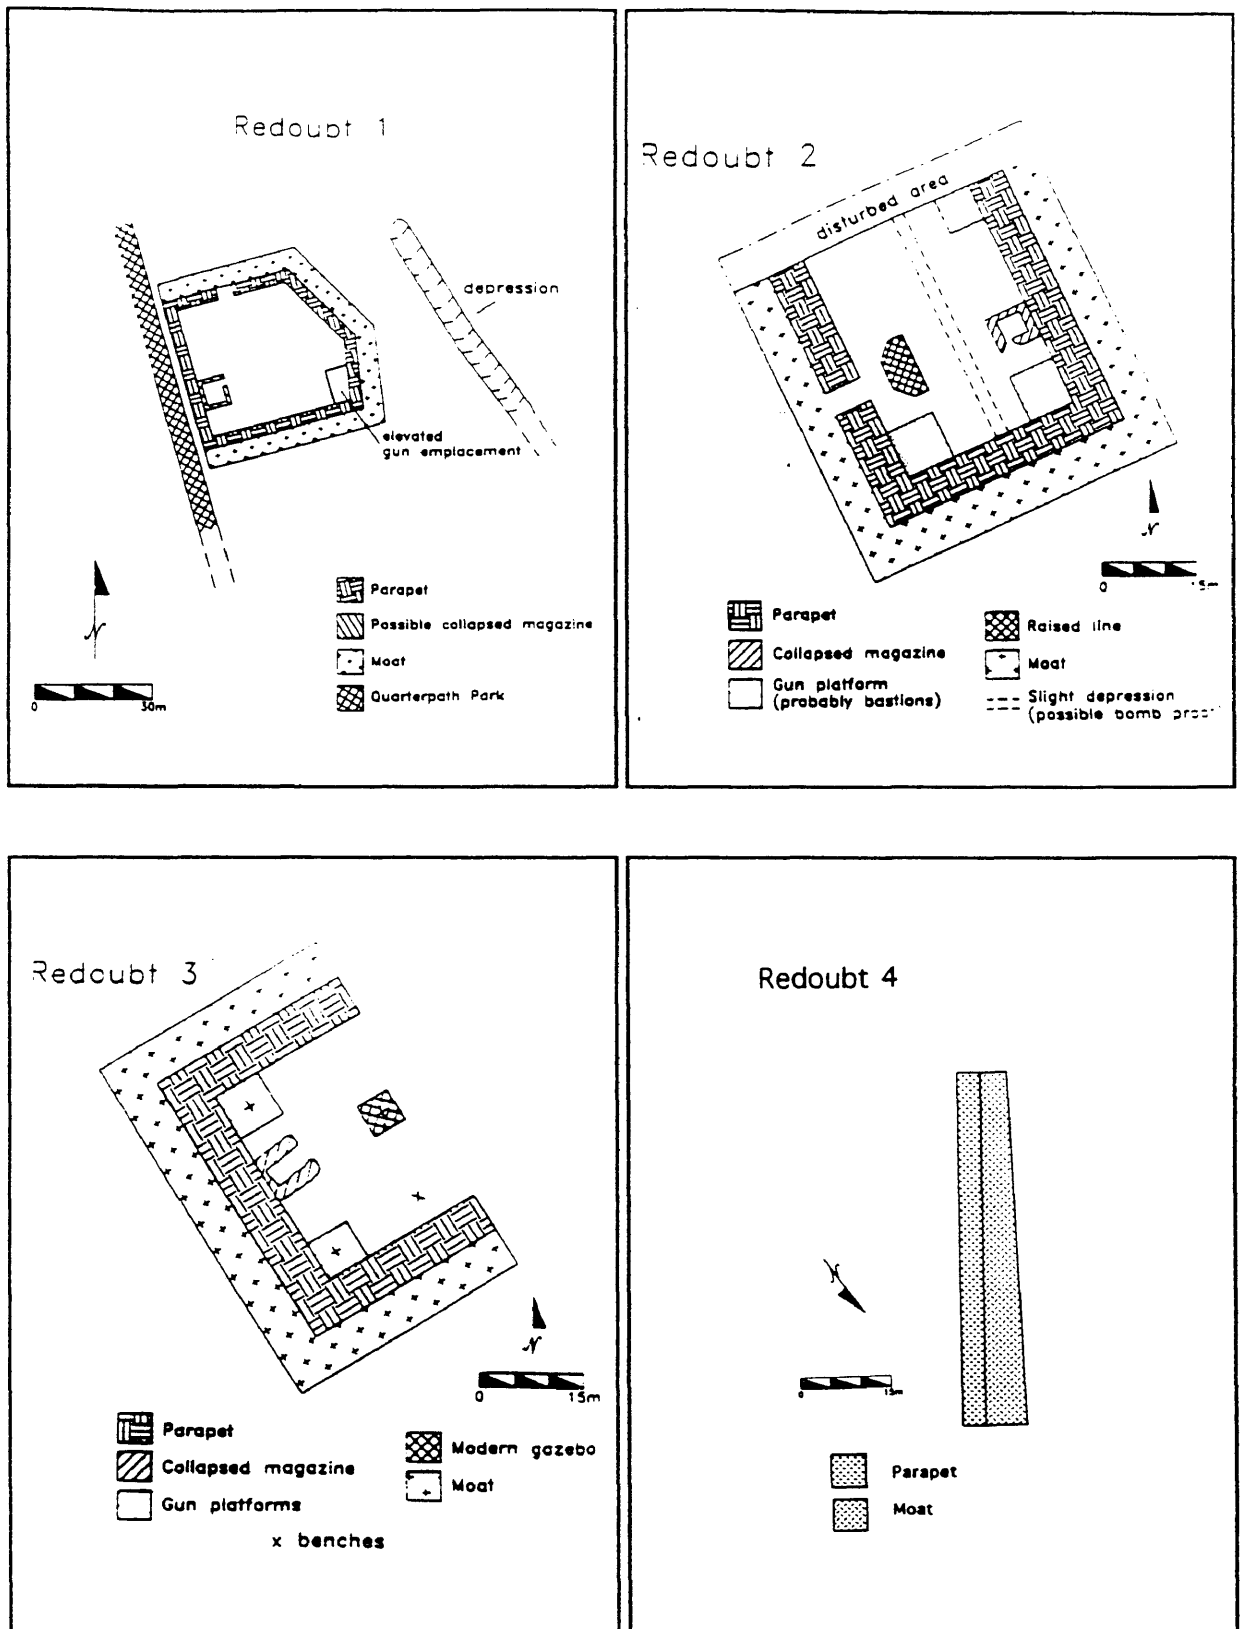 Redoubt 1
depression
elevated
gun emplacement
N
Parapet
Possible collapsed magazine
Moat
Quarterpath Park
0 30m
Redoubt 2
disturbed area
N
0 15m
Parapet
Collapsed magazine
Gun platform
(probably bastions)
Raised line
Moat
Slight depression
(possible bomb
Redoubt 3
N
0 15m
Parapet
Collapsed magazine
Gun platforms
x benches
Modern gazebo
Moat
Redoubt 4
N
0 15m
Parapet
Moat